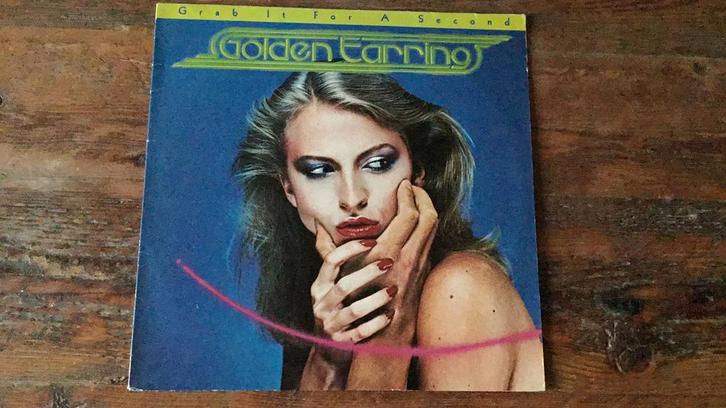 Grab It For A Second
Golden Earring